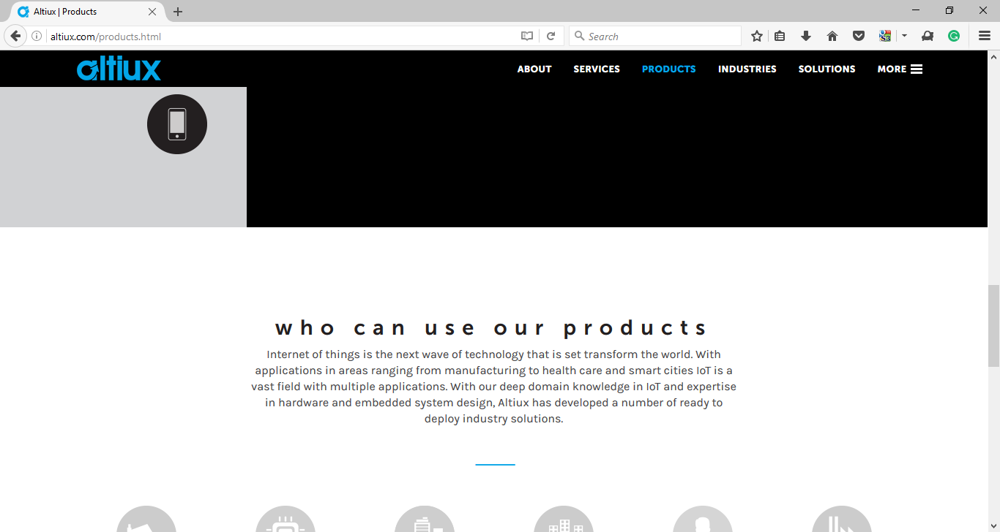 Altiux | Products
altiux.com/products.html
Search
altiux
ABOUT SERVICES PRODUCTS INDUSTRIES SOLUTIONS MORE
who can use our products
Internet of things is the next wave of technology that is set transform the world. With
applications in areas ranging from manufacturing to health care and smart cities IoT is a
vast field with multiple applications. With our deep domain knowledge in IoT and expertise
in hardware and embedded system design, Altiux has developed a number of ready to
deploy industry solutions.